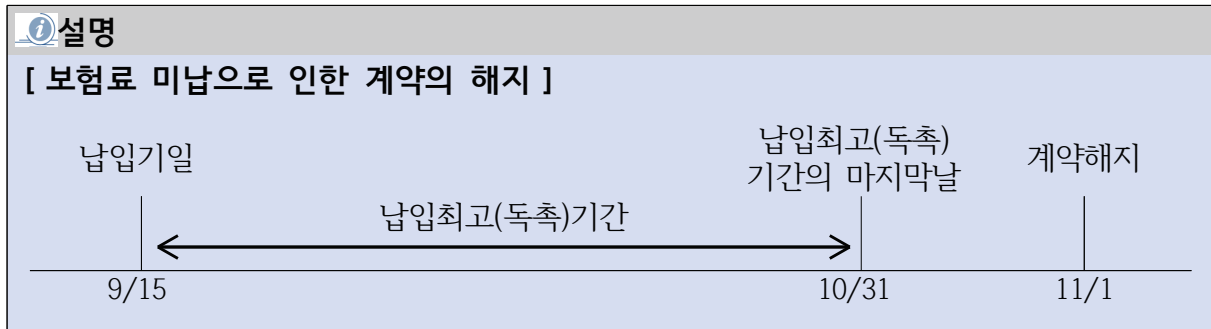 설명
[ 보험료 미납으로 인한 계약의 해지 ]
납입기일
납입최고(독촉)
기간의 마지막날
계약해지
납입최고(독촉)기간
9/15
10/31
11/1